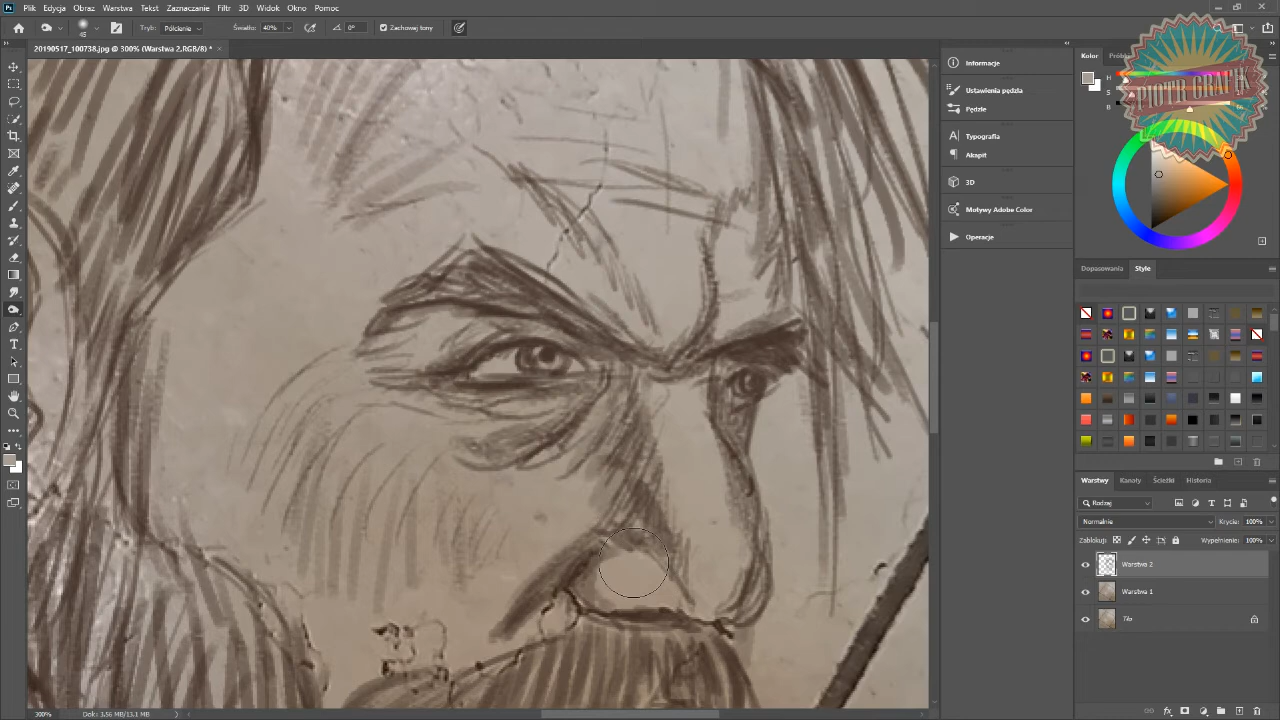 Plik Edycja Obraz Warstwa Tekst Zaznaczanie Filtr 3D Widok Okno Pomoc
45 Tryb: Półcienie Światło: 40% 0° Zachowaj tony
20190517_100738.jpg @ 300% (Warstwa 2,RGB/8) * ×
Informacje
Ustawienia pędzla
Pędzle
Typografia
Akapit
3D
Motywy Adobe Color
Operacje
Kolor
H
S
B
PIOTR GRAFIK
Dopasowania Style
Warstwy Kanały Ścieżki Historia
Rodzaj
Normalnie Krycie: 100%
Zablokuj: Wypełnienie: 100%
Warstwa 2
Warstwa 1
Tło
300% Dok: 3.56 MB/13.1 MB